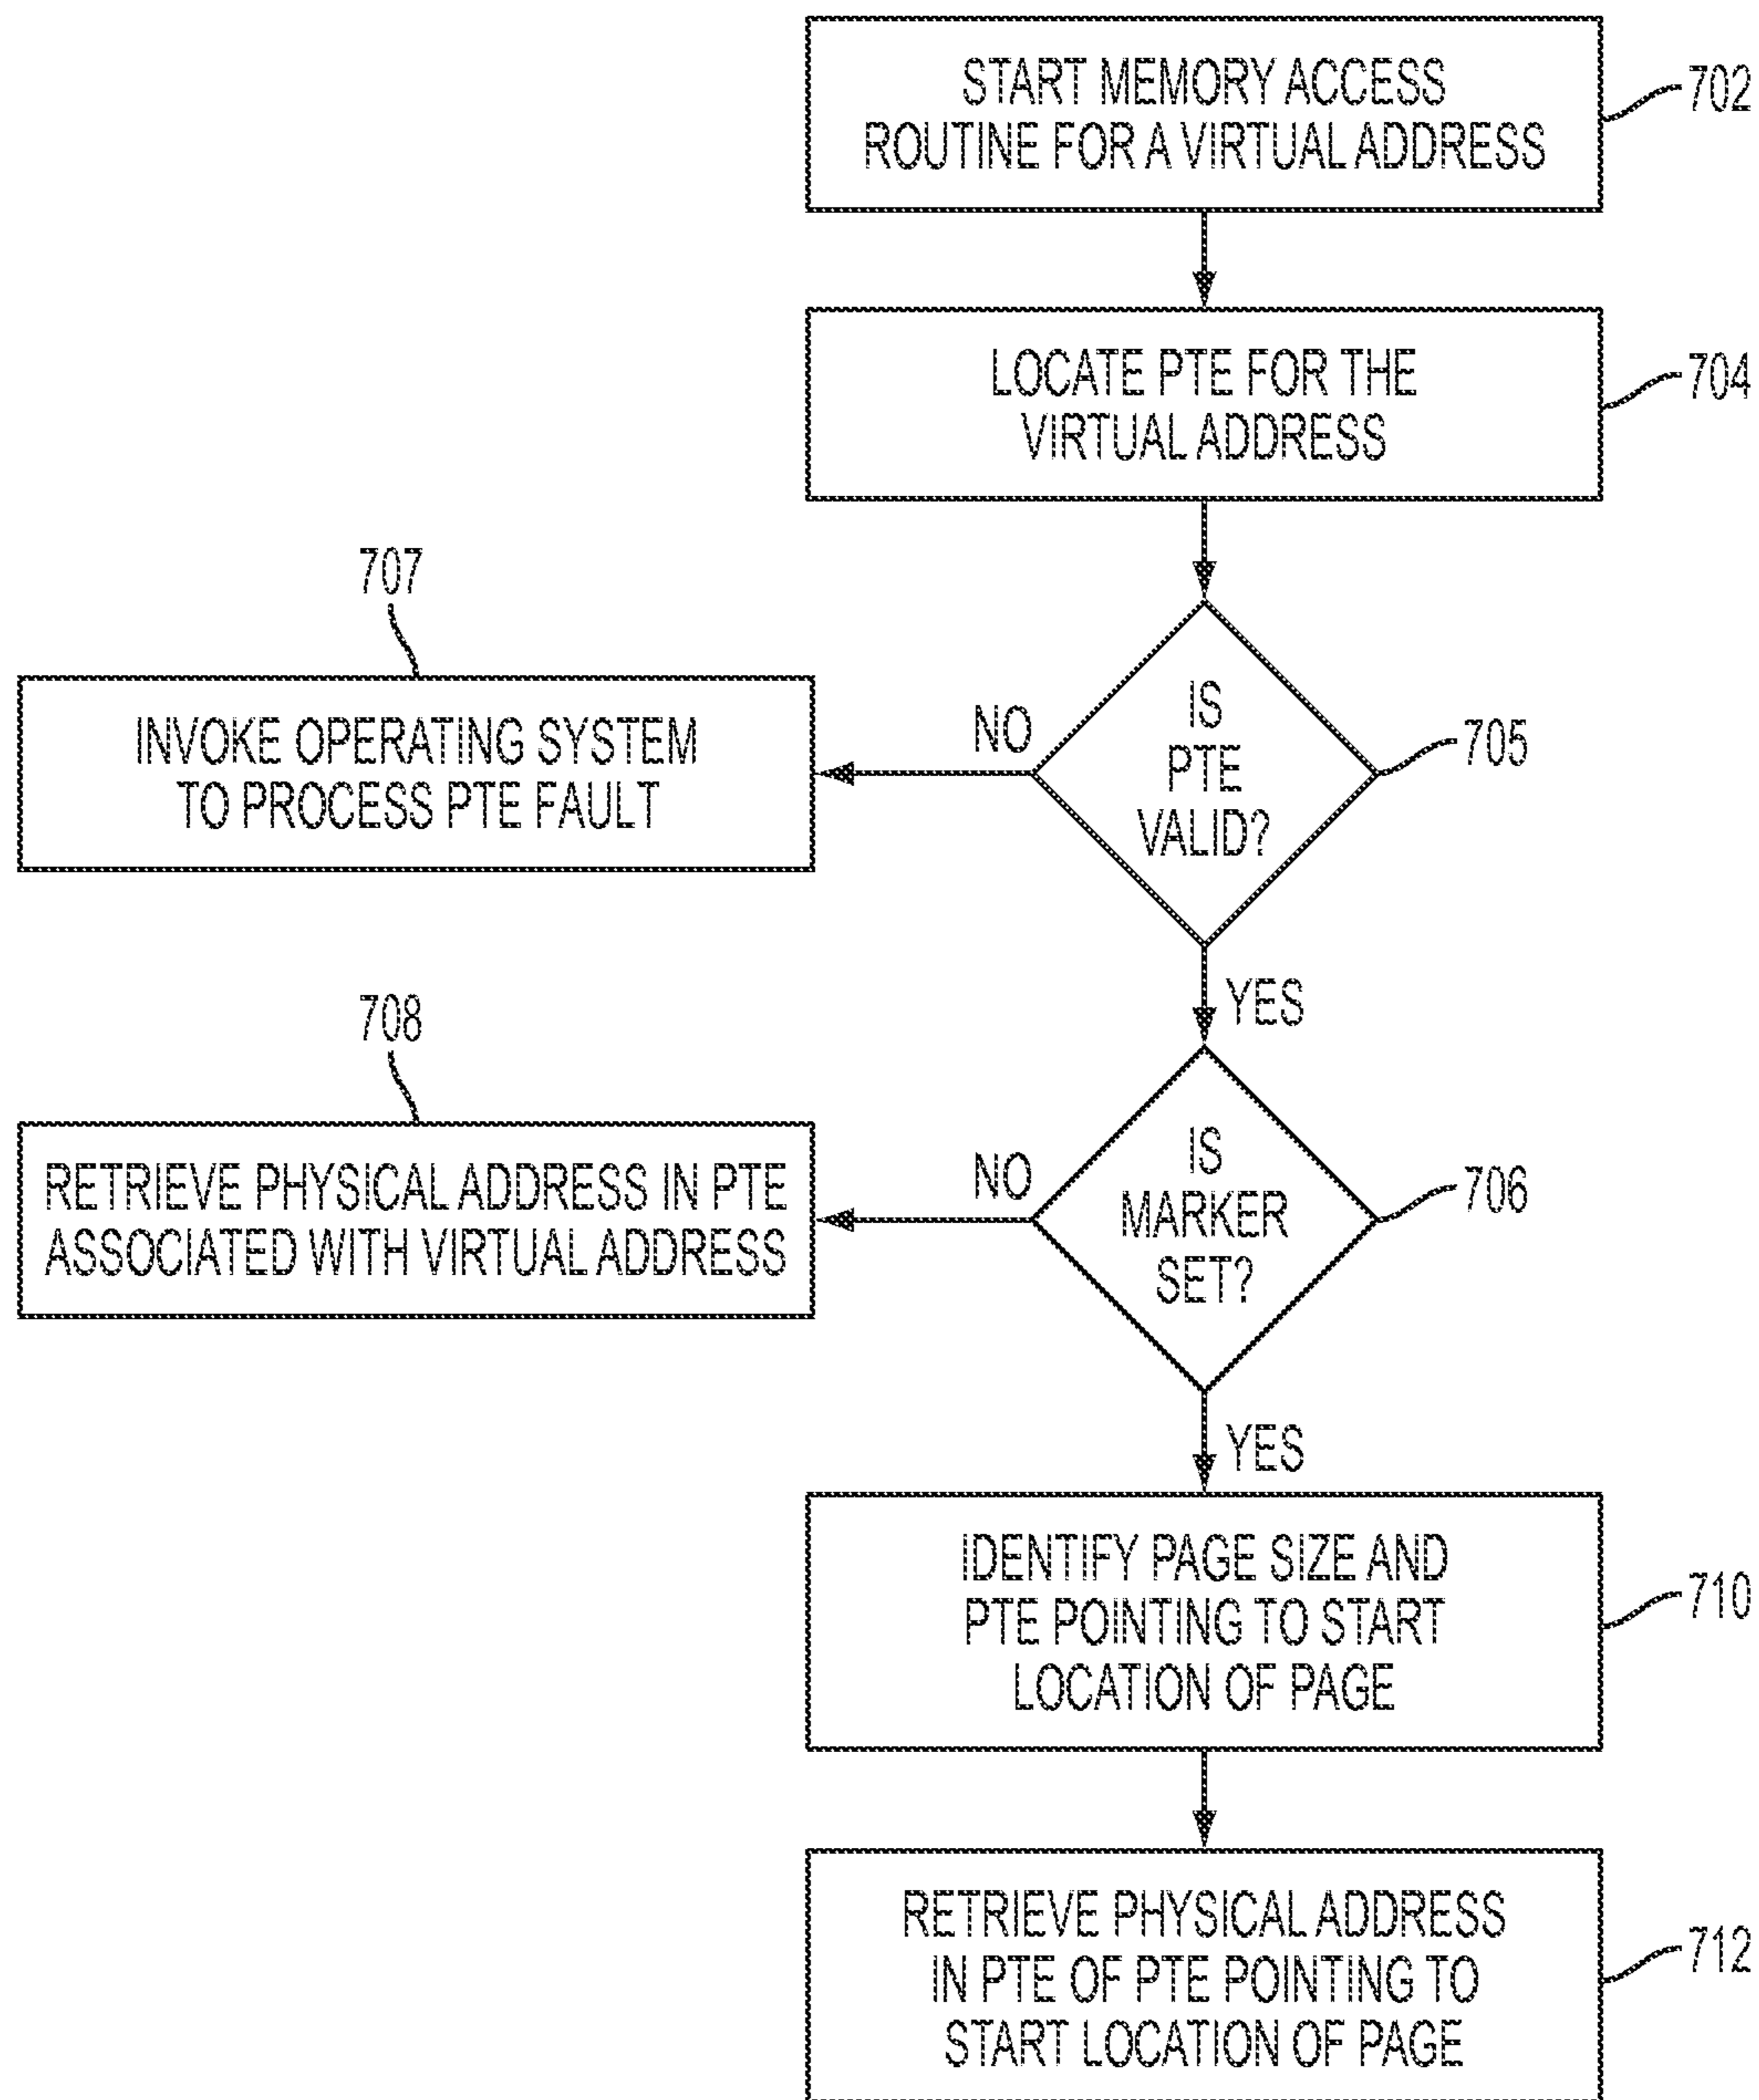 START MEMORY ACCESS
ROUTINE FOR A VIRTUAL ADDRESS
702
LOCATE PTE FOR THE
VIRTUAL ADDRESS
704
707
INVOKE OPERATING SYSTEM
TO PROCESS PTE FAULT
NO
IS
PTE
VALID?
705
YES
708
RETRIEVE PHYSICAL ADDRESS IN PTE
ASSOCIATED WITH VIRTUAL ADDRESS
NO
IS
MARKER
SET?
706
YES
IDENTIFY PAGE SIZE AND
PTE POINTING TO START
LOCATION OF PAGE
710
RETRIEVE PHYSICAL ADDRESS
IN PTE OF PTE POINTING TO
START LOCATION OF PAGE
712